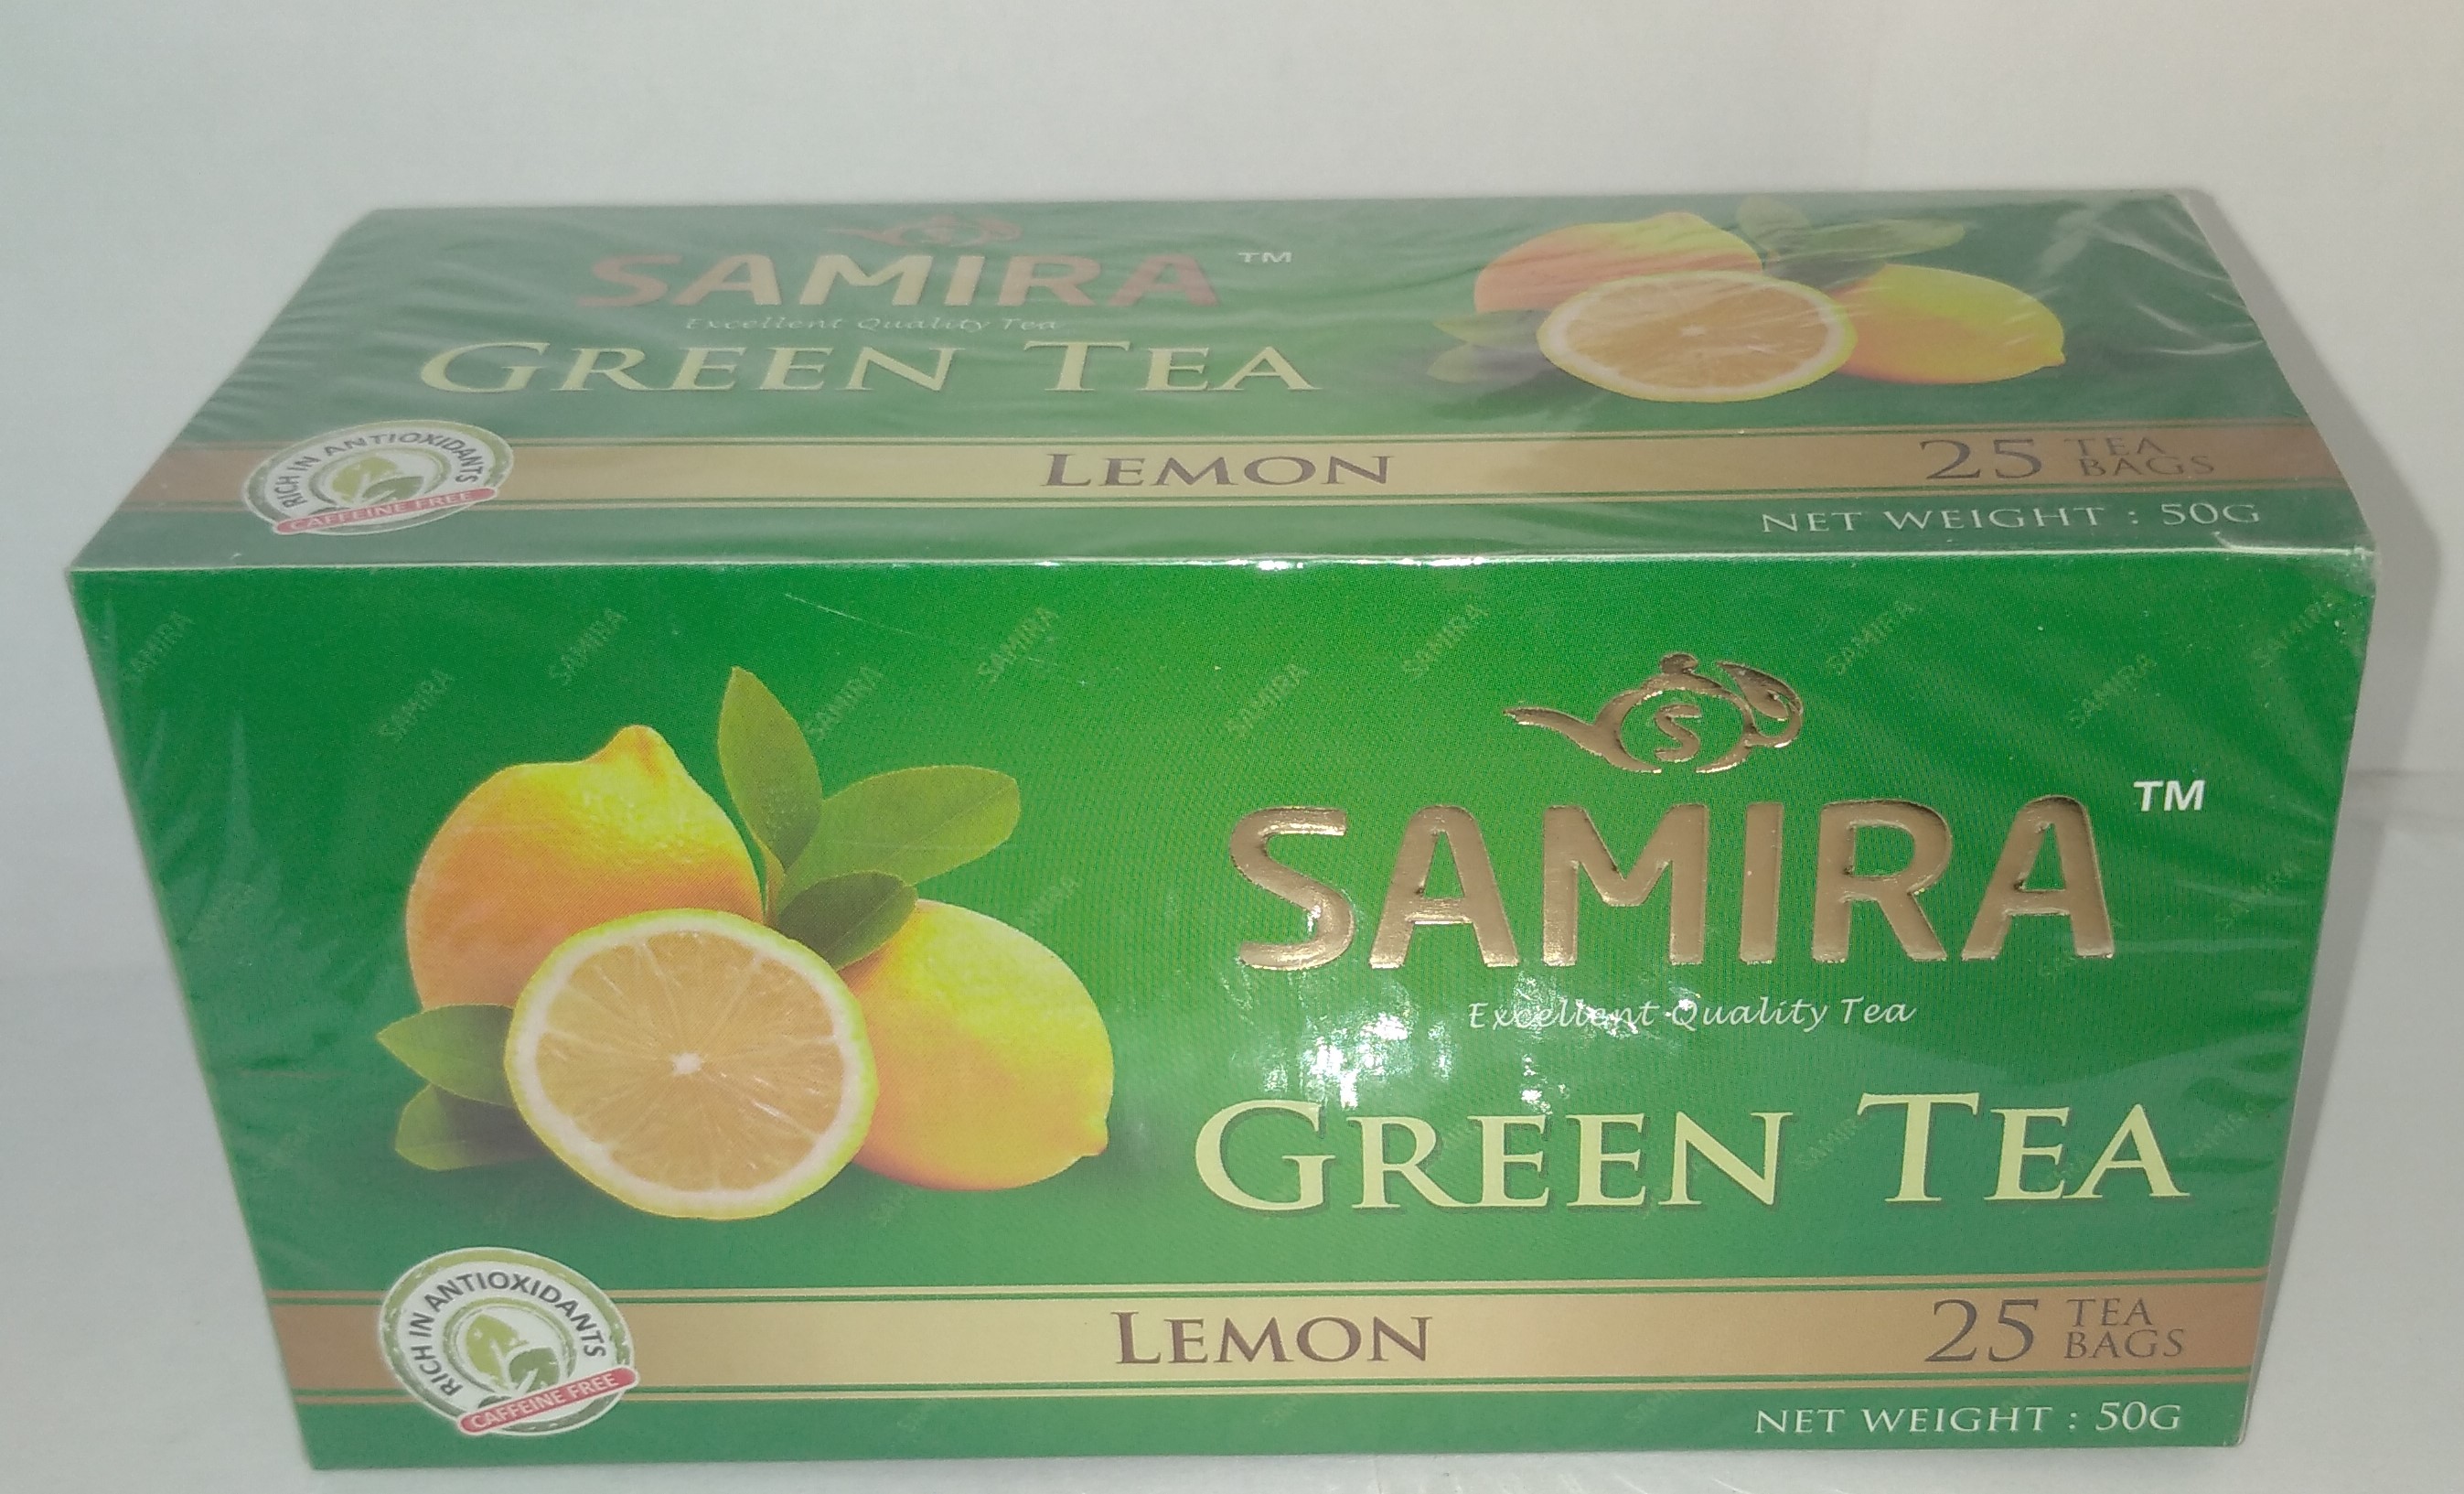 SAMIRA™
Excellent Quality Tea
GREEN TEA
RICH IN ANTIOXIDANTS
CAFFEINE FREE
LEMON
25 TEA BAGS
NET WEIGHT : 50G
S
SAMIRA™
Excellent Quality Tea
GREEN TEA
RICH IN ANTIOXIDANTS
CAFFEINE FREE
LEMON
25 TEA BAGS
NET WEIGHT : 50G